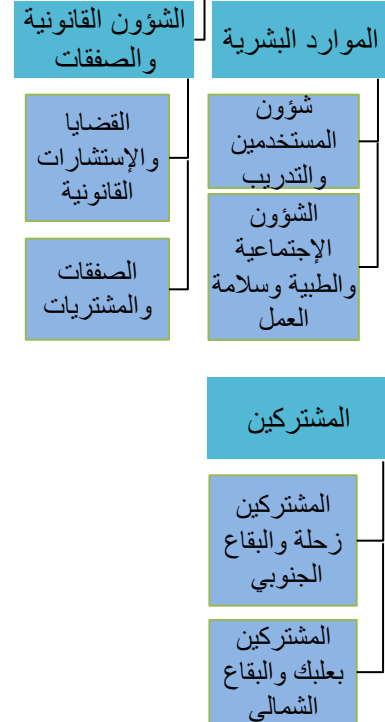 الموارد البشرية
شؤون
المستخدمين
والتدريب
الشؤون
الإجتماعية
والطبية وسلامة
العمل
الشؤون القانونية
والصفقات
القضايا
والإستشارات
القانونية
الصفقات
والمشتريات
المشتركين
المشتركين
زحلة والبقاع
الجنوبي
المشتركين
بعلبك والبقاع
الشمالي